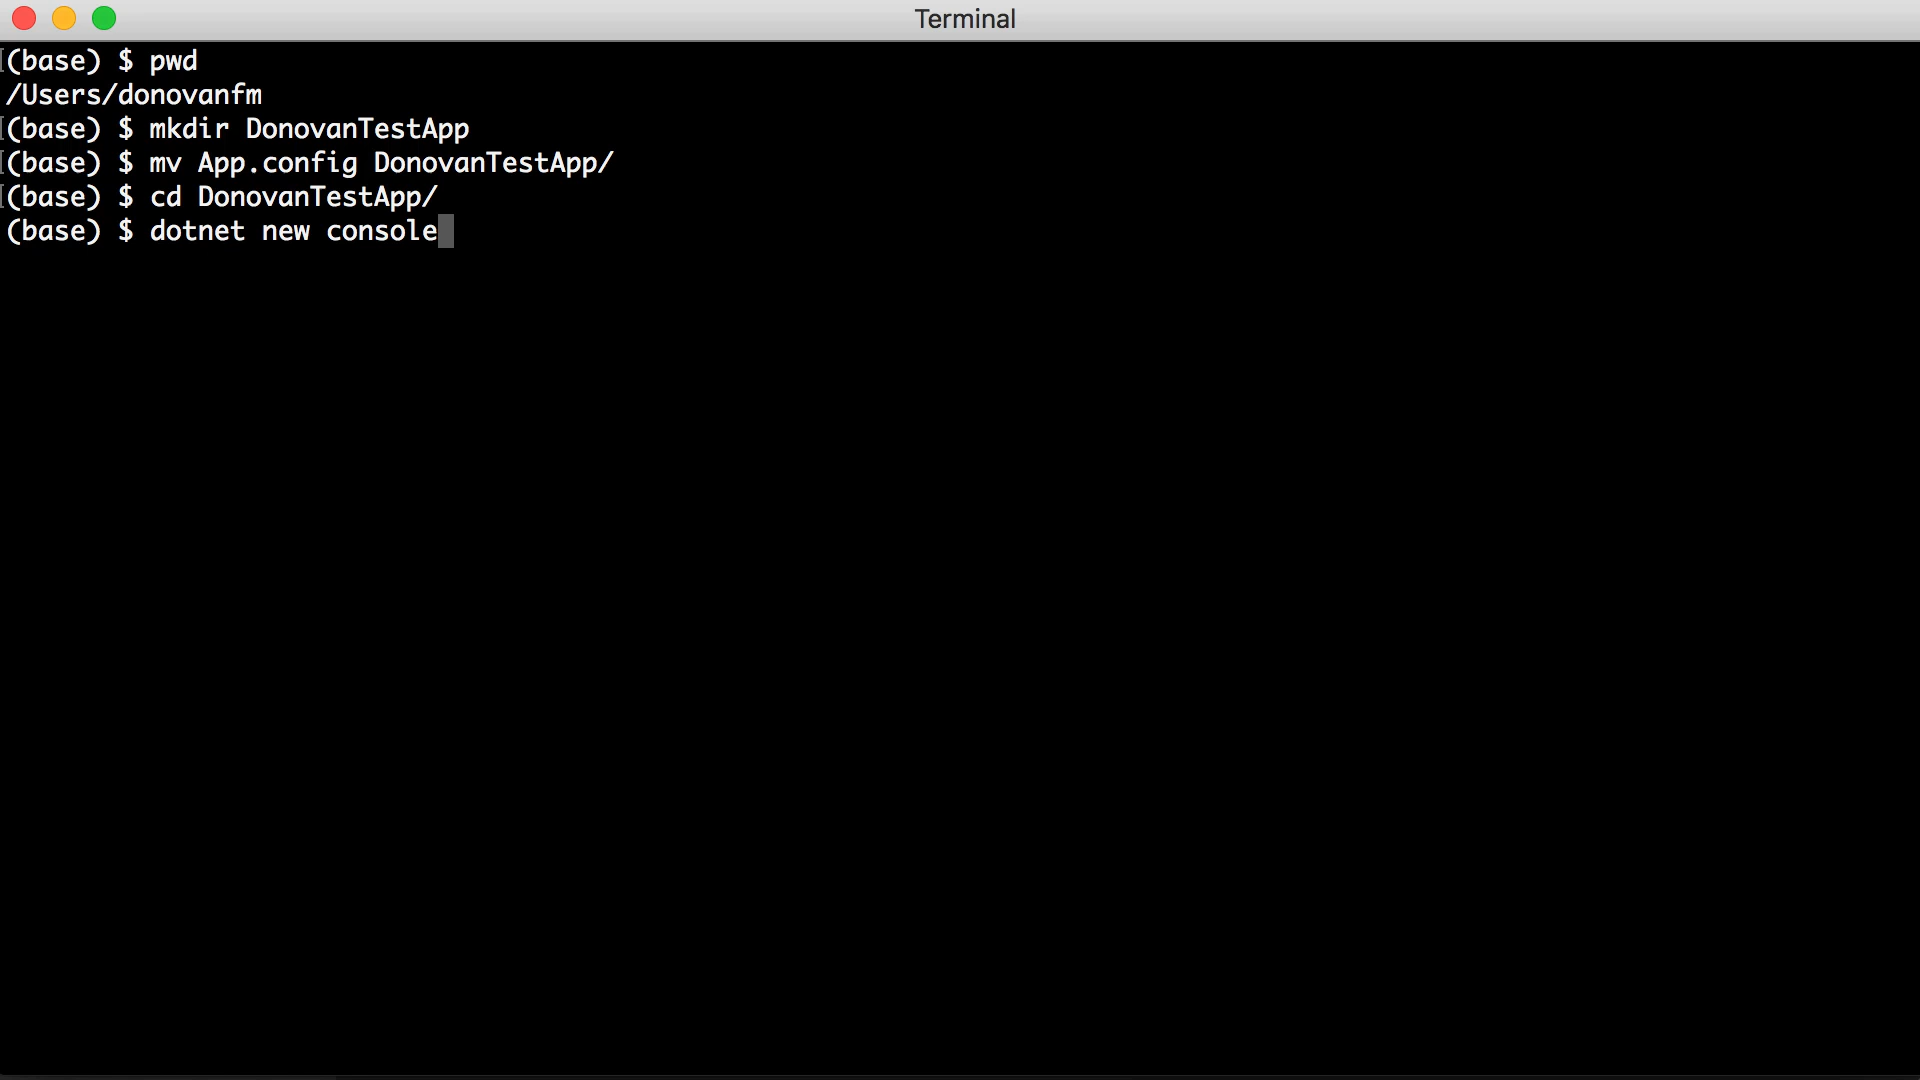 Terminal
(base) $ pwd
/Users/donovanfm
(base) $ mkdir DonovanTestApp
(base) $ mv App.config DonovanTestApp/
(base) $ cd DonovanTestApp/
(base) $ dotnet new console